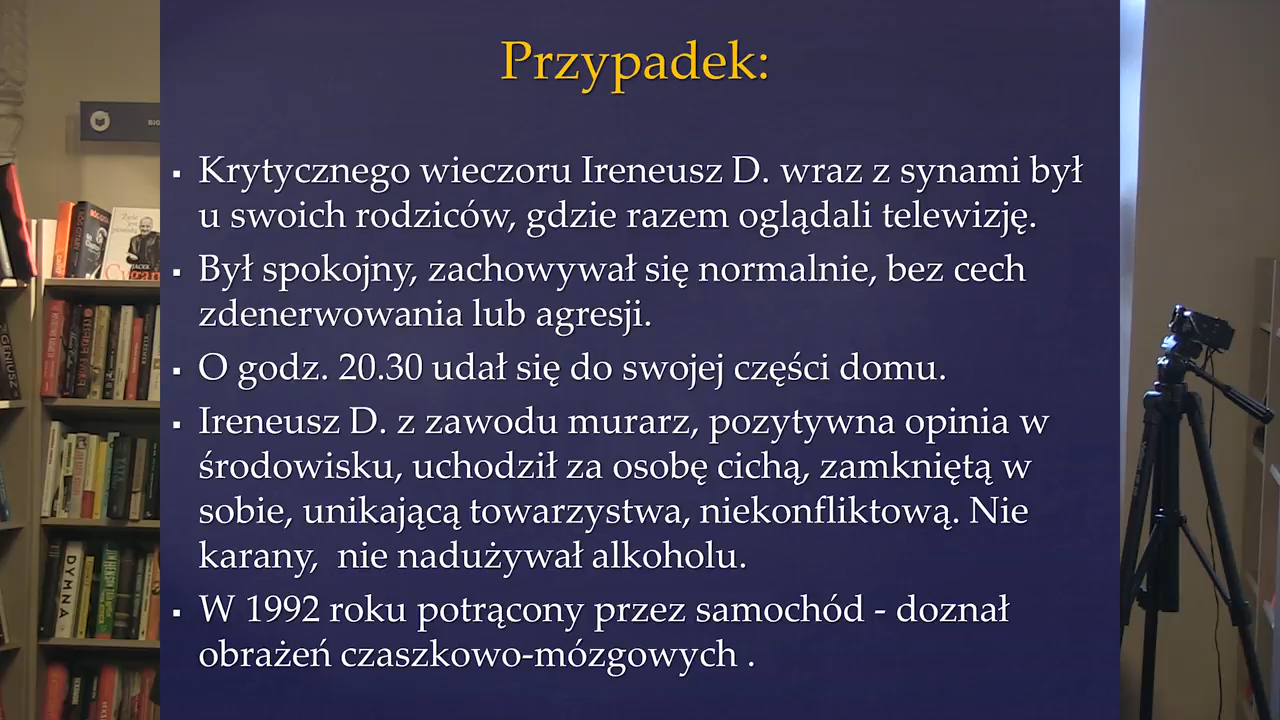 Przypadek:
Krytycznego wieczoru Ireneusz D. wraz z synami był
u swoich rodziców, gdzie razem oglądali telewizję.
Był spokojny, zachowywał się normalnie, bez cech
zdenerwowania lub agresji.
O godz. 20.30 udał się do swojej części domu.
Ireneusz D. z zawodu murarz, pozytywna opinia w
środowisku, uchodził za osobę cichą, zamkniętą w
sobie, unikającą towarzystwa, niekonfliktową. Nie
karany,  nie nadużywał alkoholu.
W 1992 roku potrącony przez samochód - doznał
obrażeń czaszkowo-mózgowych .
DYMNA